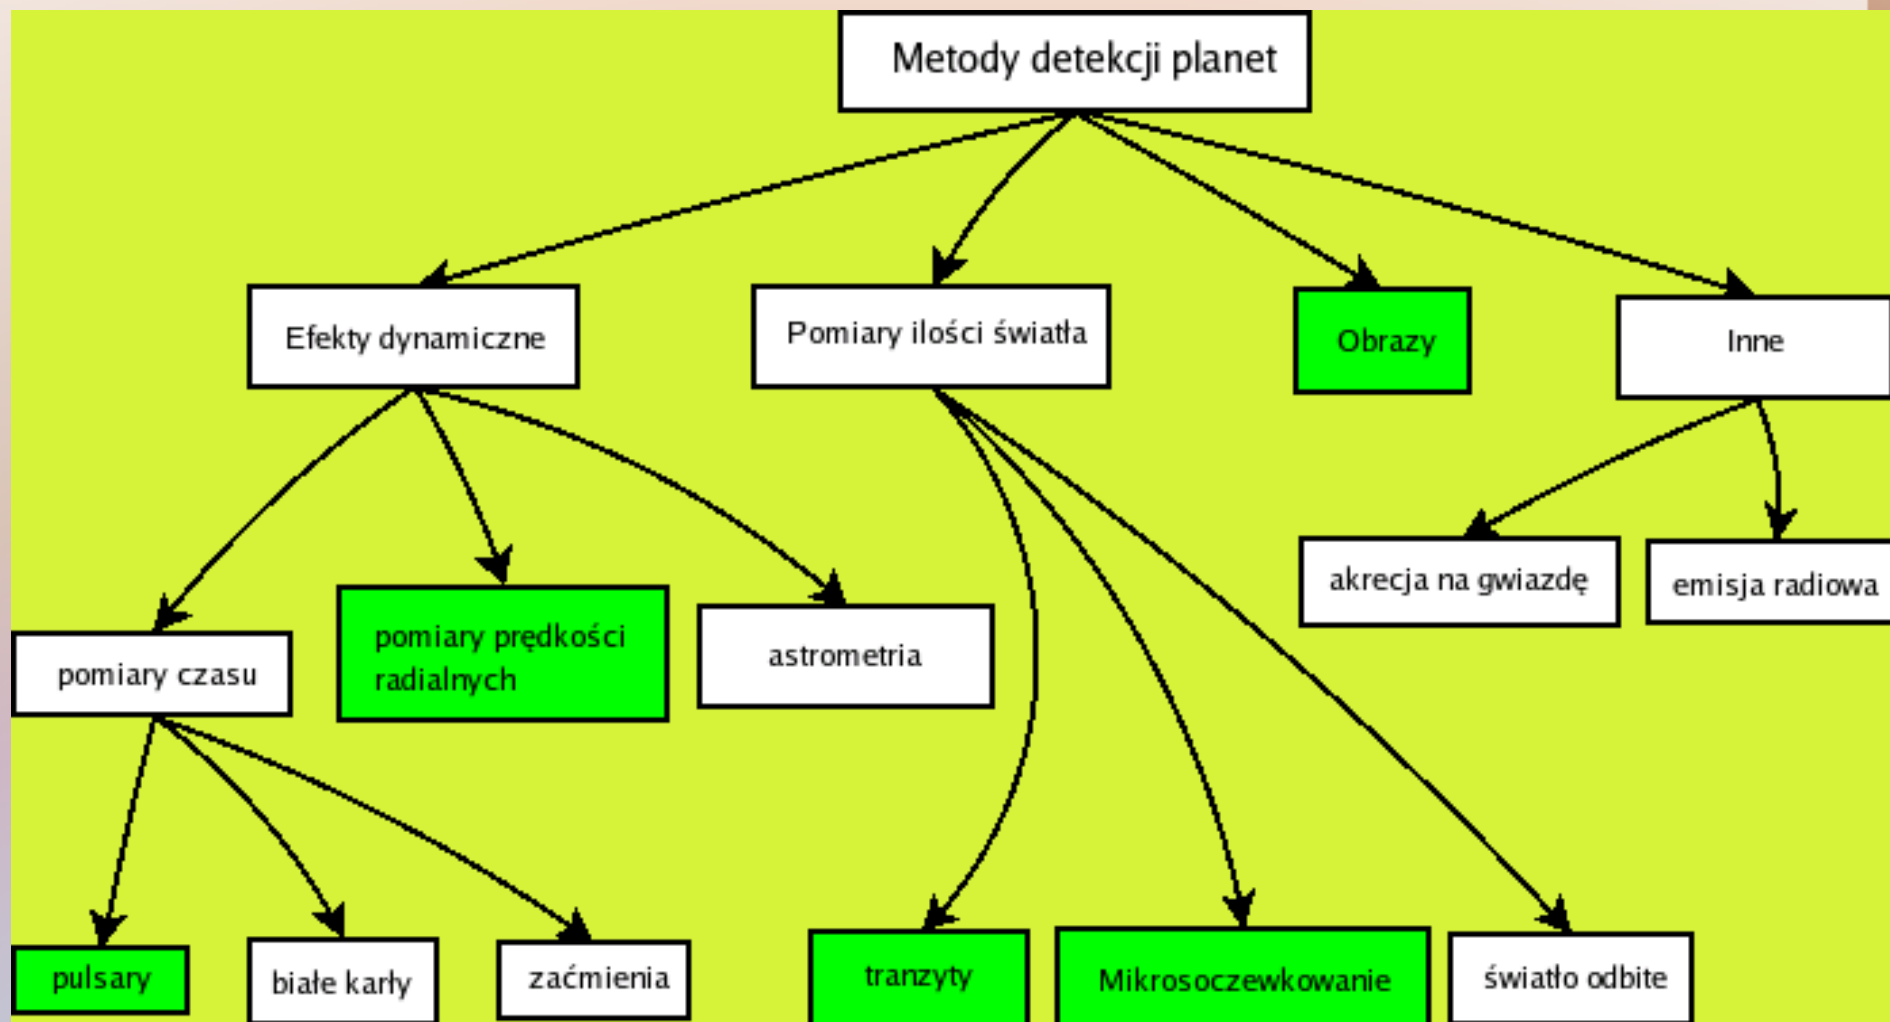 Metody detekcji planet
Efekty dynamiczne
Pomiary ilości światła
Obrazy
Inne
akrecja na gwiazdę
emisja radiowa
pomiary czasu
pomiary prędkości
radialnych
astrometria
pulsary
białe karły
zaćmienia
tranzyty
Mikrosoczewkowanie
światło odbite